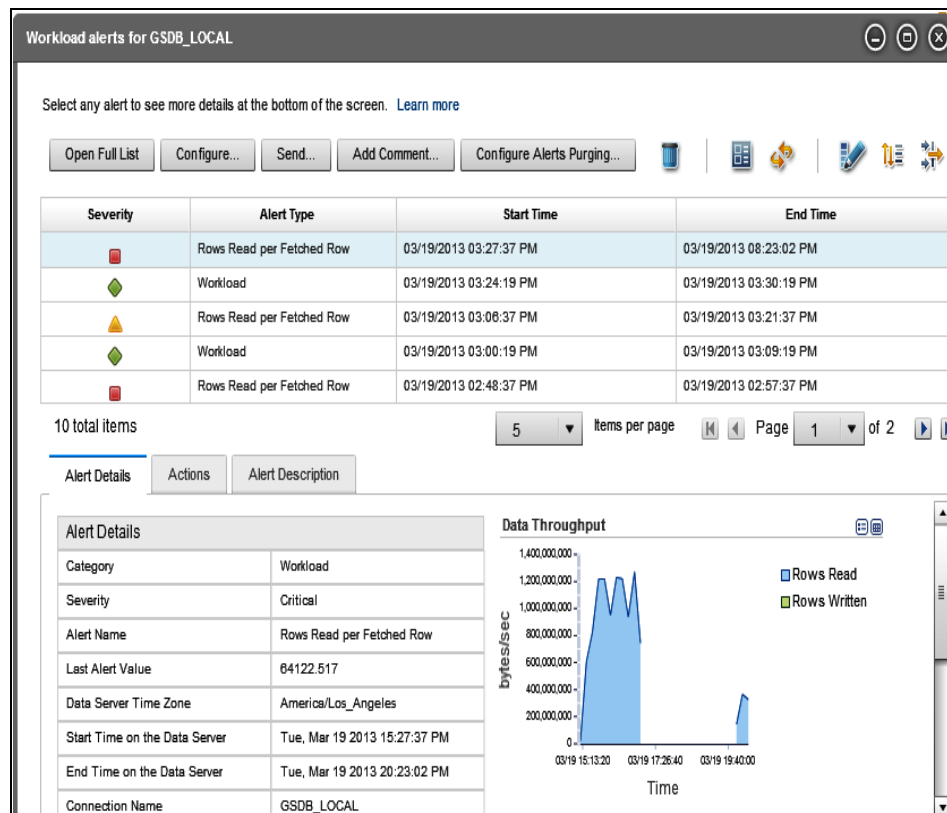 Workload alerts for GSDB_LOCAL
Select any alert to see more details at the bottom of the screen. Learn more
Open Full List Configure... Send... Add Comment... Configure Alerts Purging...
Severity Alert Type Start Time End Time
Rows Read per Fetched Row 03/19/2013 03:27:37 PM 03/19/2013 08:23:02 PM
Workload 03/19/2013 03:24:19 PM 03/19/2013 03:30:19 PM
Rows Read per Fetched Row 03/19/2013 03:06:37 PM 03/19/2013 03:21:37 PM
Workload 03/19/2013 03:00:19 PM 03/19/2013 03:09:19 PM
Rows Read per Fetched Row 03/19/2013 02:48:37 PM 03/19/2013 02:57:37 PM
10 total items 5 Items per page Page 1 of 2
Alert Details Actions Alert Description
Alert Details
Category Workload
Severity Critical
Alert Name Rows Read per Fetched Row
Last Alert Value 64122.517
Data Server Time Zone America/Los_Angeles
Start Time on the Data Server Tue, Mar 19 2013 15:27:37 PM
End Time on the Data Server Tue, Mar 19 2013 20:23:02 PM
Connection Name GSDB_LOCAL
Data Throughput
1,400,000,000
1,200,000,000
1,000,000,000
800,000,000
600,000,000
400,000,000
200,000,000
0
bytes/sec
03/19 15:13:20 03/19 17:26:40 03/19 19:40:00
Time
Rows Read
Rows Written